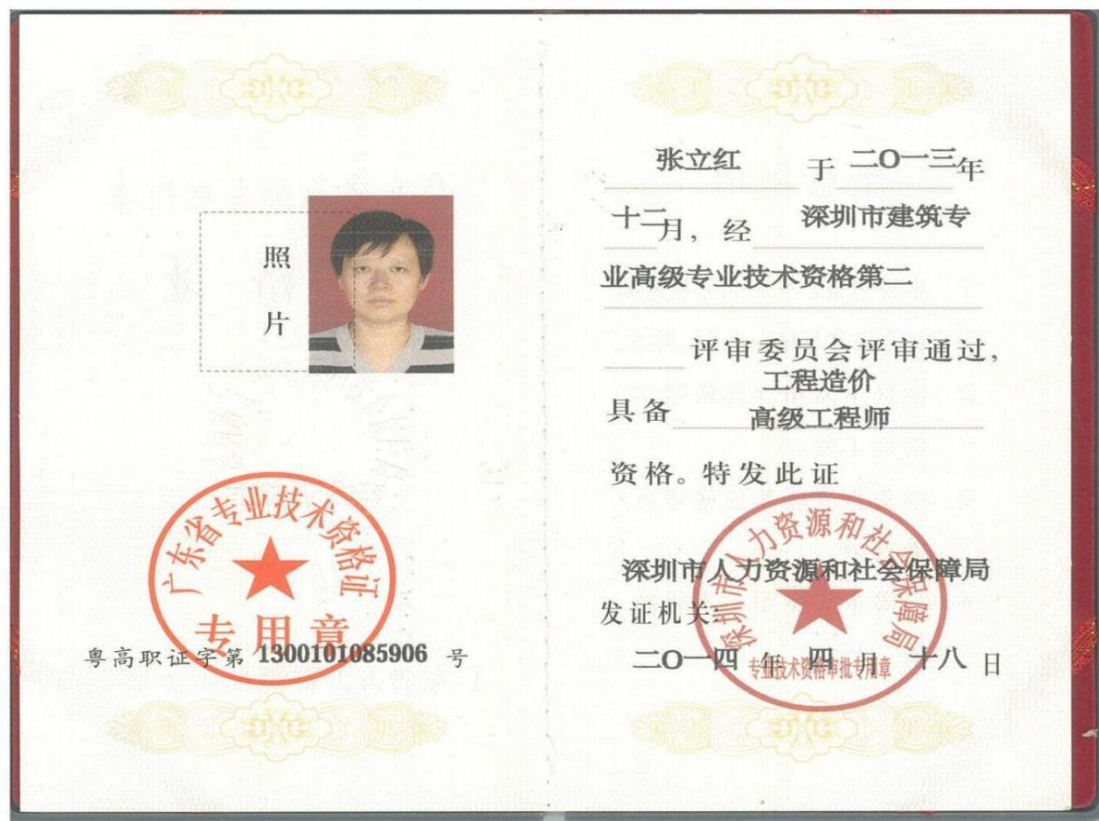 照
片
广东省专业技术资格证
专用章
粤高职证字第 1300101085906 号
张立红 于 二O一三年
十二月，经 深圳市建筑专
业高级专业技术资格第二
评审委员会评审通过，
工程造价
具备 高级工程师
资格。特发此证
深圳市人力资源和社会保障局
深圳市人力资源和社会保障局
发证机关：
二O一四 年 四 月 十八 日
专业技术资格审批专用章